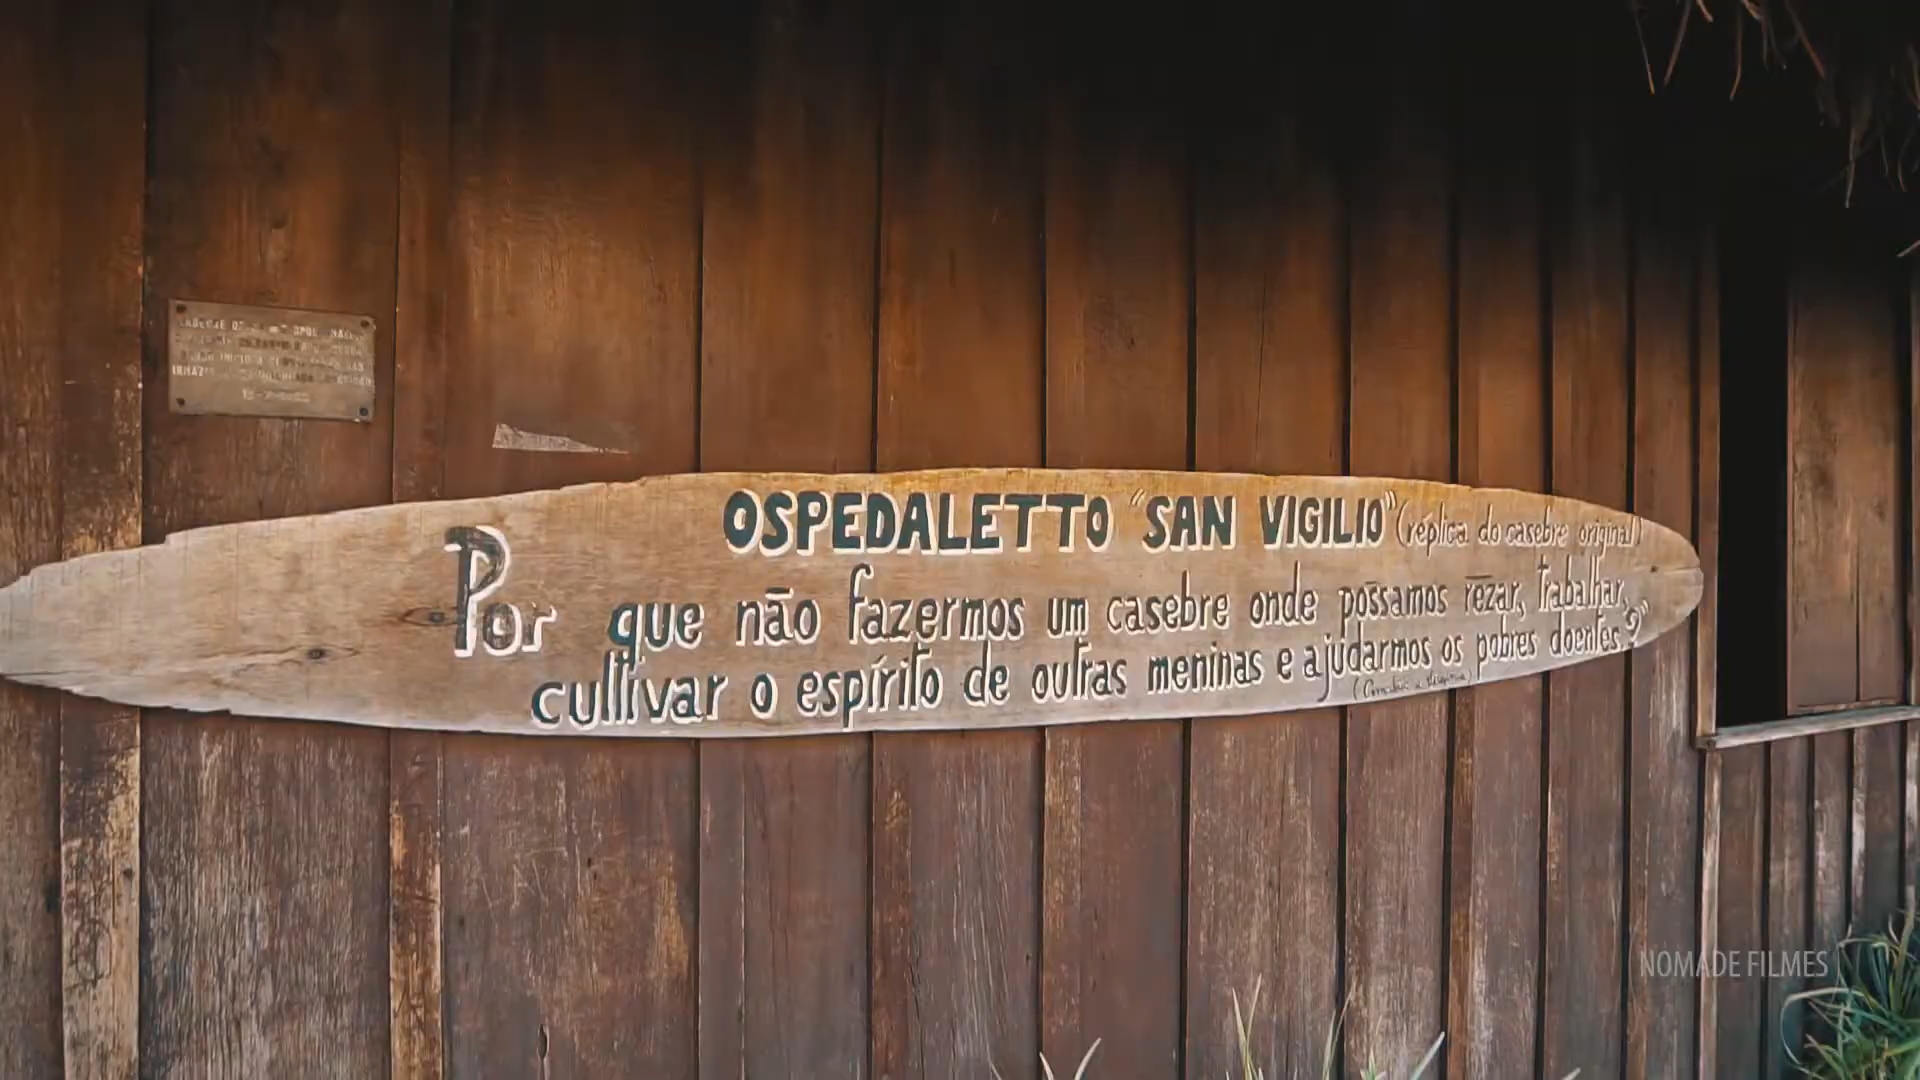 OSPEDALETTO "SAN VIGILIO" (réplica do casebre original)
Por que não fazermos um casebre onde possamos rezar, trabalhar,
cultivar o espírito de outras meninas e ajudarmos os pobres doentes?"
NOMADE FILMES